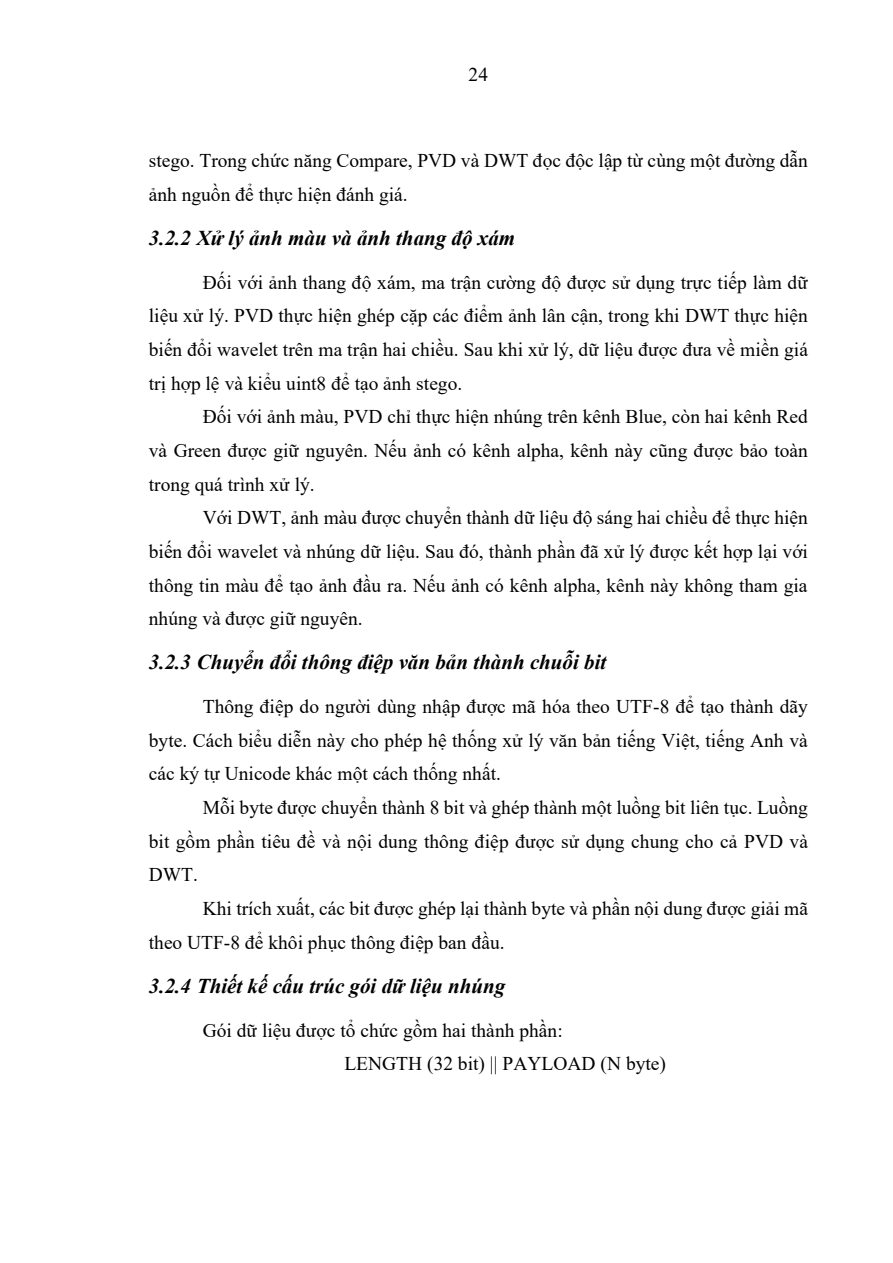 24
stego. Trong chức năng Compare, PVD và DWT đọc độc lập từ cùng một đường dẫn
ảnh nguồn để thực hiện đánh giá.
3.2.2 Xử lý ảnh màu và ảnh thang độ xám
Đối với ảnh thang độ xám, ma trận cường độ được sử dụng trực tiếp làm dữ
liệu xử lý. PVD thực hiện ghép cặp các điểm ảnh lân cận, trong khi DWT thực hiện
biến đổi wavelet trên ma trận hai chiều. Sau khi xử lý, dữ liệu được đưa về miền giá
trị hợp lệ và kiểu uint8 để tạo ảnh stego.
Đối với ảnh màu, PVD chỉ thực hiện nhúng trên kênh Blue, còn hai kênh Red
và Green được giữ nguyên. Nếu ảnh có kênh alpha, kênh này cũng được bảo toàn
trong quá trình xử lý.
Với DWT, ảnh màu được chuyển thành dữ liệu độ sáng hai chiều để thực hiện
biến đổi wavelet và nhúng dữ liệu. Sau đó, thành phần đã xử lý được kết hợp lại với
thông tin màu để tạo ảnh đầu ra. Nếu ảnh có kênh alpha, kênh này không tham gia
nhúng và được giữ nguyên.
3.2.3 Chuyển đổi thông điệp văn bản thành chuỗi bit
Thông điệp do người dùng nhập được mã hóa theo UTF-8 để tạo thành dãy
byte. Cách biểu diễn này cho phép hệ thống xử lý văn bản tiếng Việt, tiếng Anh và
các ký tự Unicode khác một cách thống nhất.
Mỗi byte được chuyển thành 8 bit và ghép thành một luồng bit liên tục. Luồng
bit gồm phần tiêu đề và nội dung thông điệp được sử dụng chung cho cả PVD và
DWT.
Khi trích xuất, các bit được ghép lại thành byte và phần nội dung được giải mã
theo UTF-8 để khôi phục thông điệp ban đầu.
3.2.4 Thiết kế cấu trúc gói dữ liệu nhúng
Gói dữ liệu được tổ chức gồm hai thành phần:
LENGTH (32 bit) || PAYLOAD (N byte)